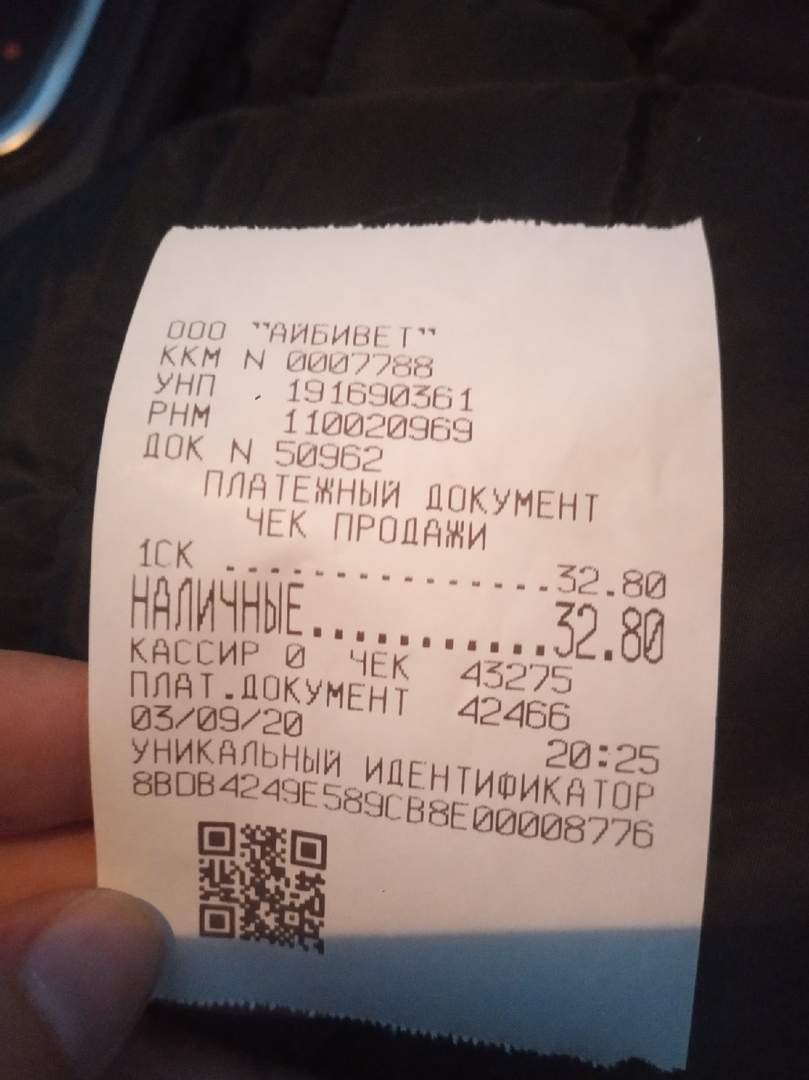 ООО "АЙБИВЕТ"
ККМ N 0007788
УНП 191690361
РНМ 110020969
ДОК N 50962
ПЛАТЕЖНЫЙ ДОКУМЕНТ
ЧЕК ПРОДАЖИ
1СК ...............32.80
НАЛИЧНЫЕ...........32.80
КАССИР 0 ЧЕК 43275
ПЛАТ.ДОКУМЕНТ 42466
03/09/20 20:25
УНИКАЛЬНЫЙ ИДЕНТИФИКАТОР
8BDB4249E589CB8E00008776